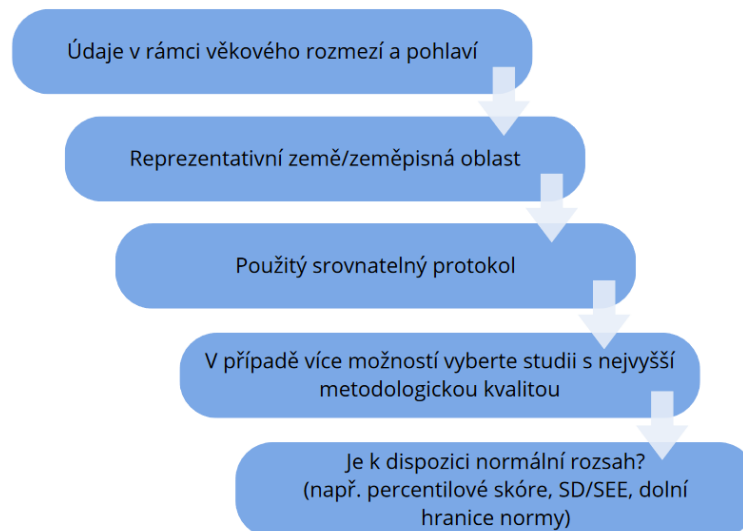 Údaje v rámci věkového rozmezí a pohlaví
Reprezentativní země/zeměpisná oblast
Použitý srovnatelný protokol
V případě více možností vyberte studii s nejvyšší
metodologickou kvalitou
Je k dispozici normální rozsah?
(např. percentilové skóre, SD/SEE, dolní
hranice normy)